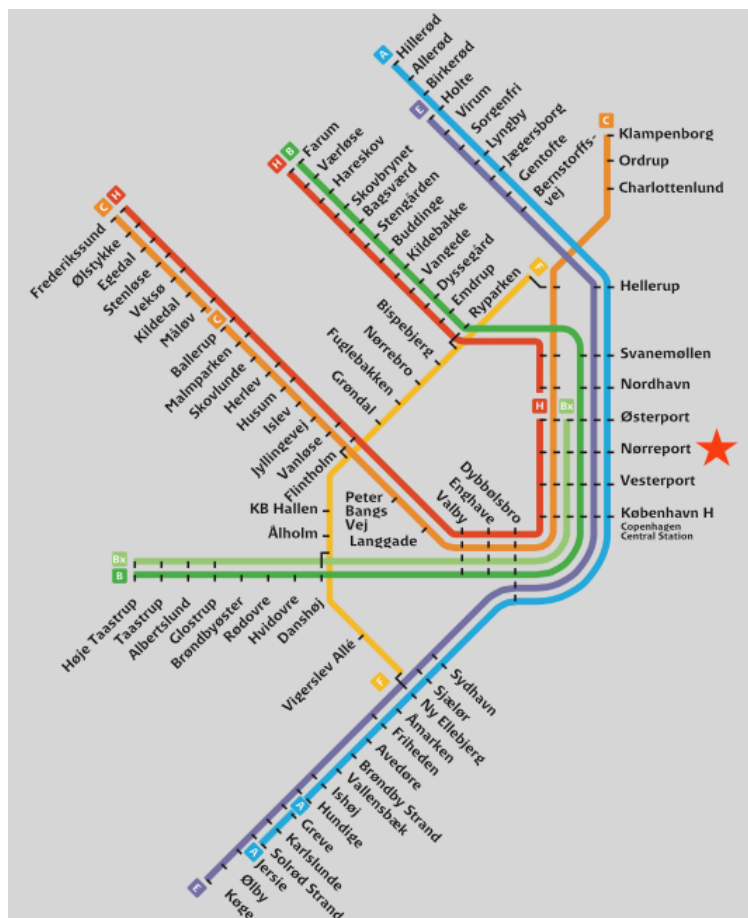 A
Hillerød
Allerød
Birkerød
Holte
E
Virum
Sorgenfri
Lyngby
Jægersborg
Gentofte
Bernstorffs-
vej
C
Klampenborg
Ordrup
Charlottenlund
Hellerup
Svanemøllen
Nordhavn
Østerport
Nørreport
Vesterport
København H
Copenhagen
Central Station
H
B
Farum
Værløse
Hareskov
Skovbrynet
Bagsværd
Stengården
Buddinge
Kildebakke
Vangede
Dyssegård
Emdrup
Ryparken
F
H
Bx
C
H
Frederikssund
Ølstykke
Egedal
Stenløse
Veksø
Kildedal
Måløv
C
Ballerup
Malmparken
Skovlunde
Herlev
Husum
Islev
Jyllingevej
Vanløse
Flintholm
Bispebjerg
Nørrebro
Fuglebakken
Grøndal
KB Hallen
Ålholm
Peter
Bangs
Vej
Langgade
Valby
Enghave
Dybbølsbro
Bx
B
Høje Taastrup
Taastrup
Albertslund
Glostrup
Brøndbyøster
Rødovre
Hvidovre
Danshøj
Vigerslev Allé
F
Sydhavn
Sjælør
Ny Ellebjerg
Åmarken
Friheden
Avedøre
Brøndby Strand
Vallensbæk
Ishøj
A
Hundige
Greve
Karlslunde
Solrød Strand
A
Jersie
Ølby
E
Køge